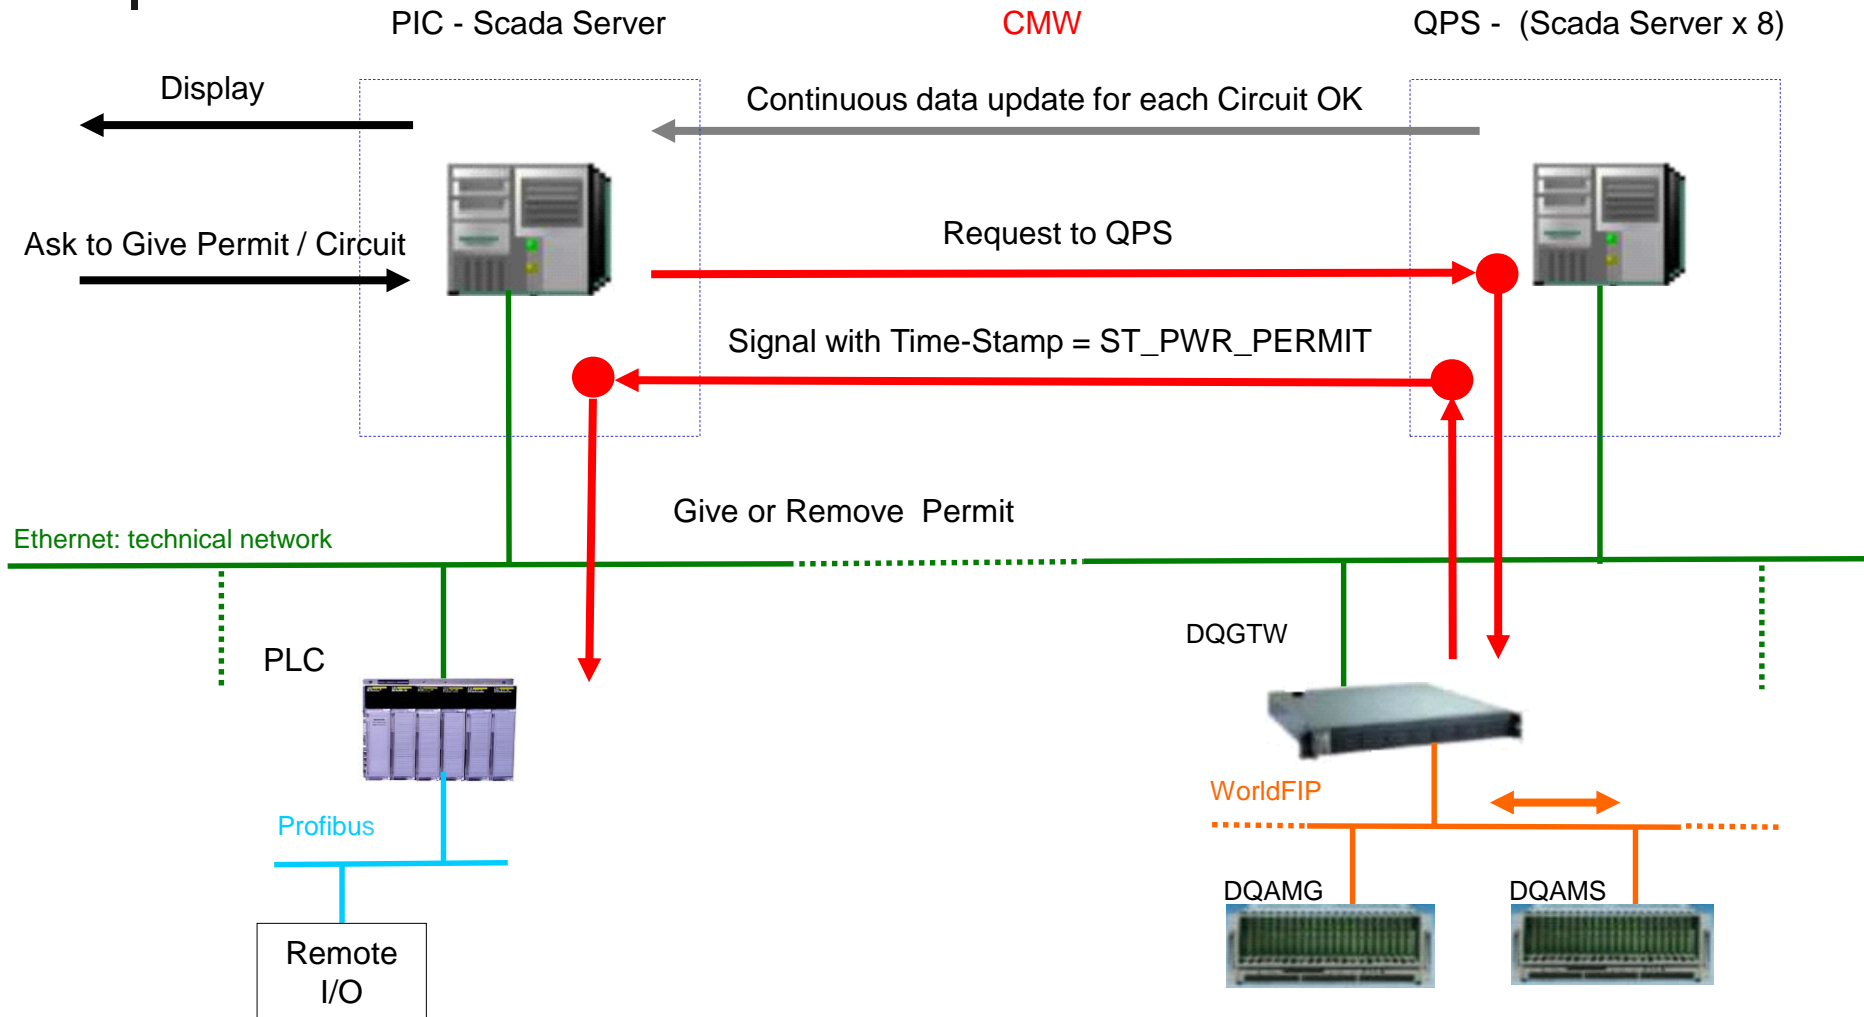 PIC - Scada Server
CMW
QPS - (Scada Server x 8)
Display
Continuous data update for each Circuit OK
Ask to Give Permit / Circuit
Request to QPS
Signal with Time-Stamp = ST_PWR_PERMIT
Give or Remove Permit
Ethernet: technical network
DQGTW
PLC
WorldFIP
Profibus
DQAMG
DQAMS
Remote
I/O